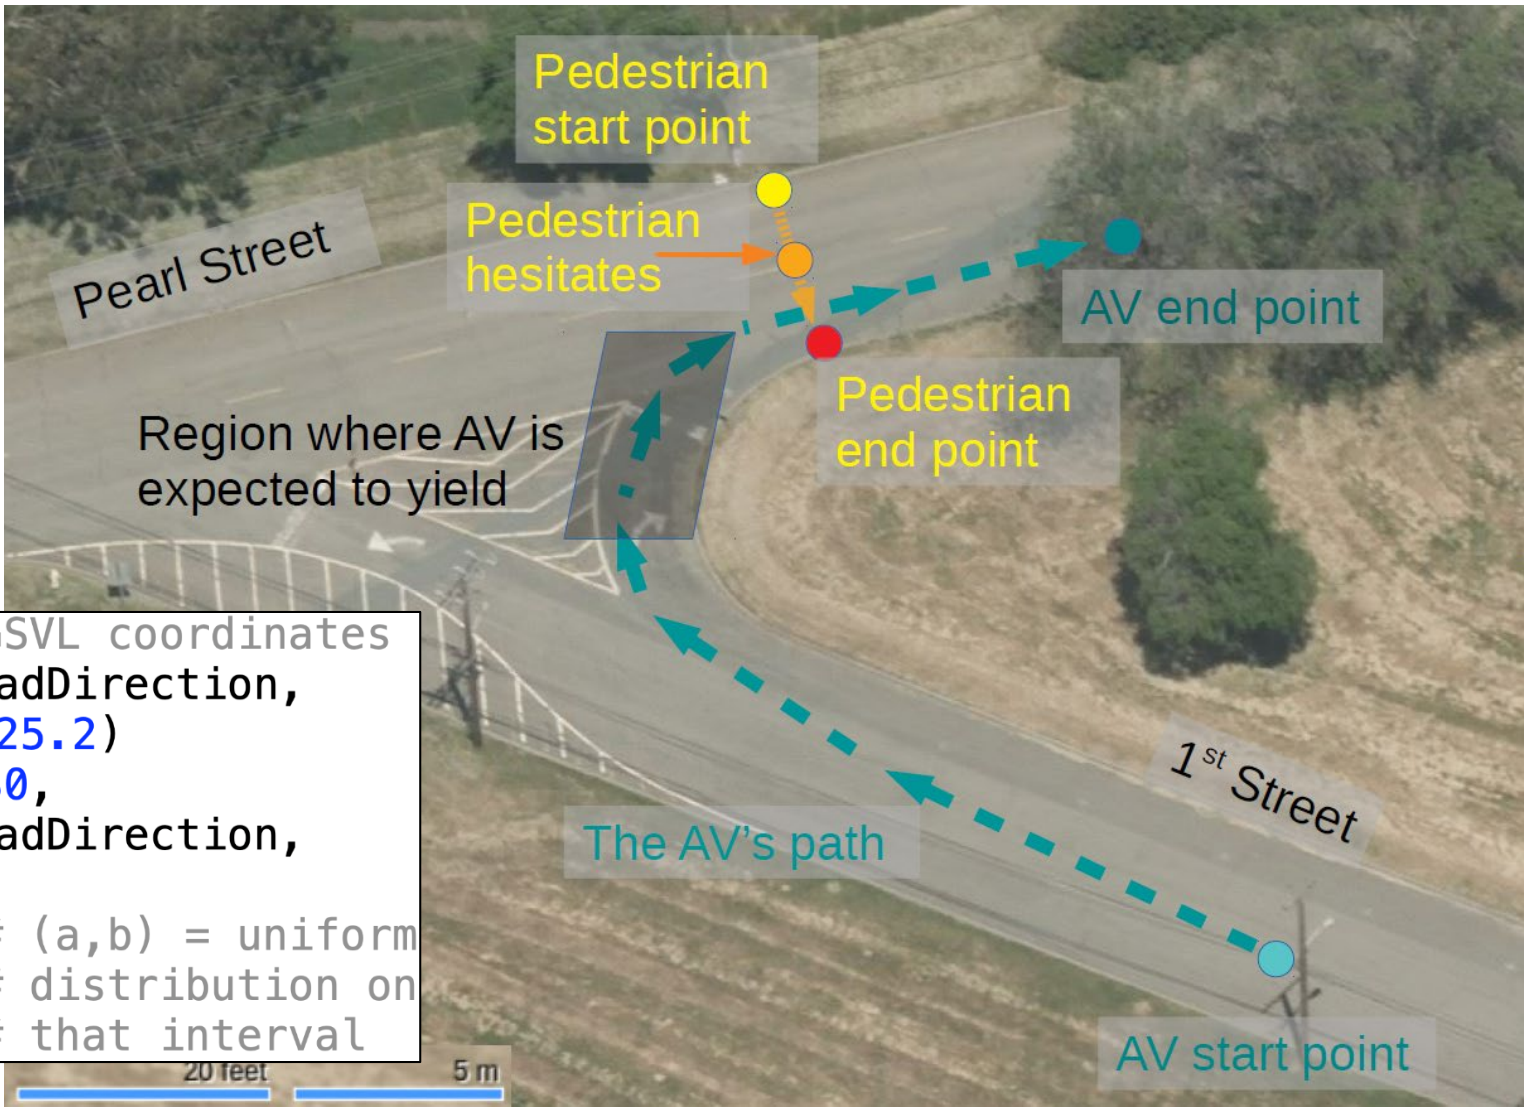 Pedestrian
start point
Pedestrian
hesitates
Pearl Street
AV end point
Pedestrian
end point
Region where AV is
expected to yield
SVL coordinates
adDirection,
25.2)
0,
adDirection,
1st Street
The AV's path
# (a,b) = uniform
# distribution on
# that interval
AV start point
20 feet
5 m